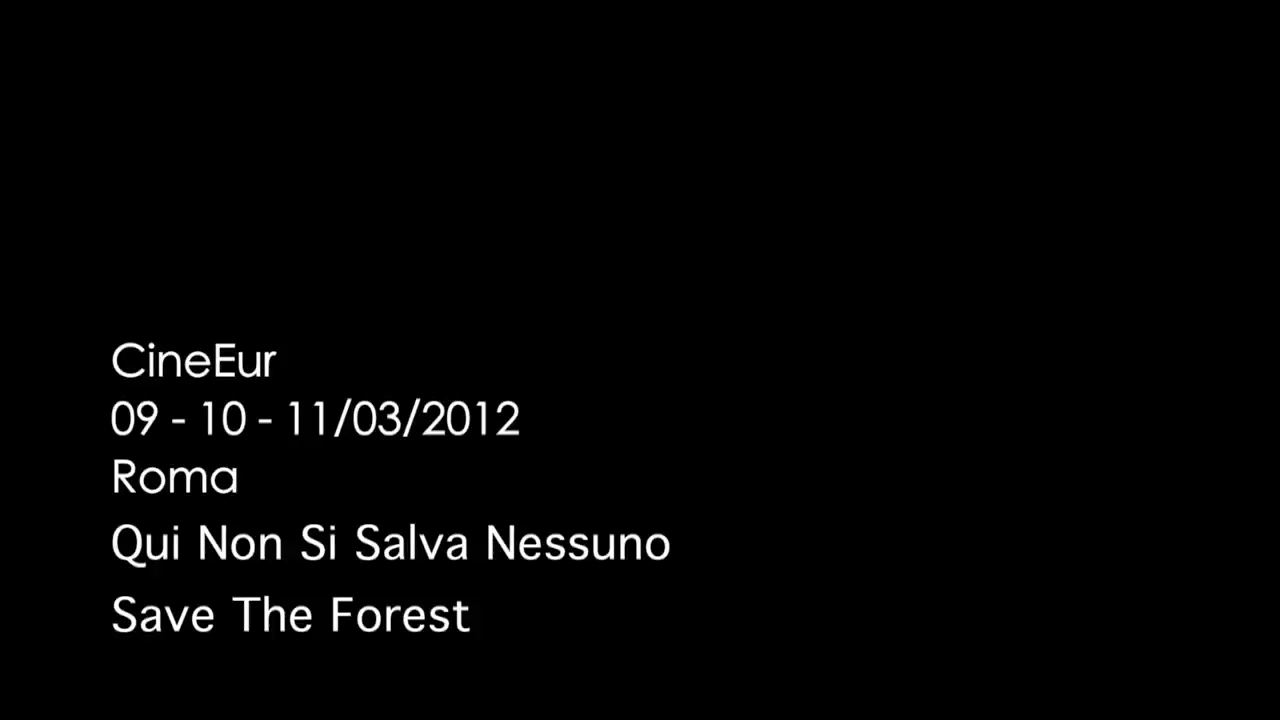 CineEur
09 - 10 - 11/03/2012
Roma
Qui Non Si Salva Nessuno
Save The Forest